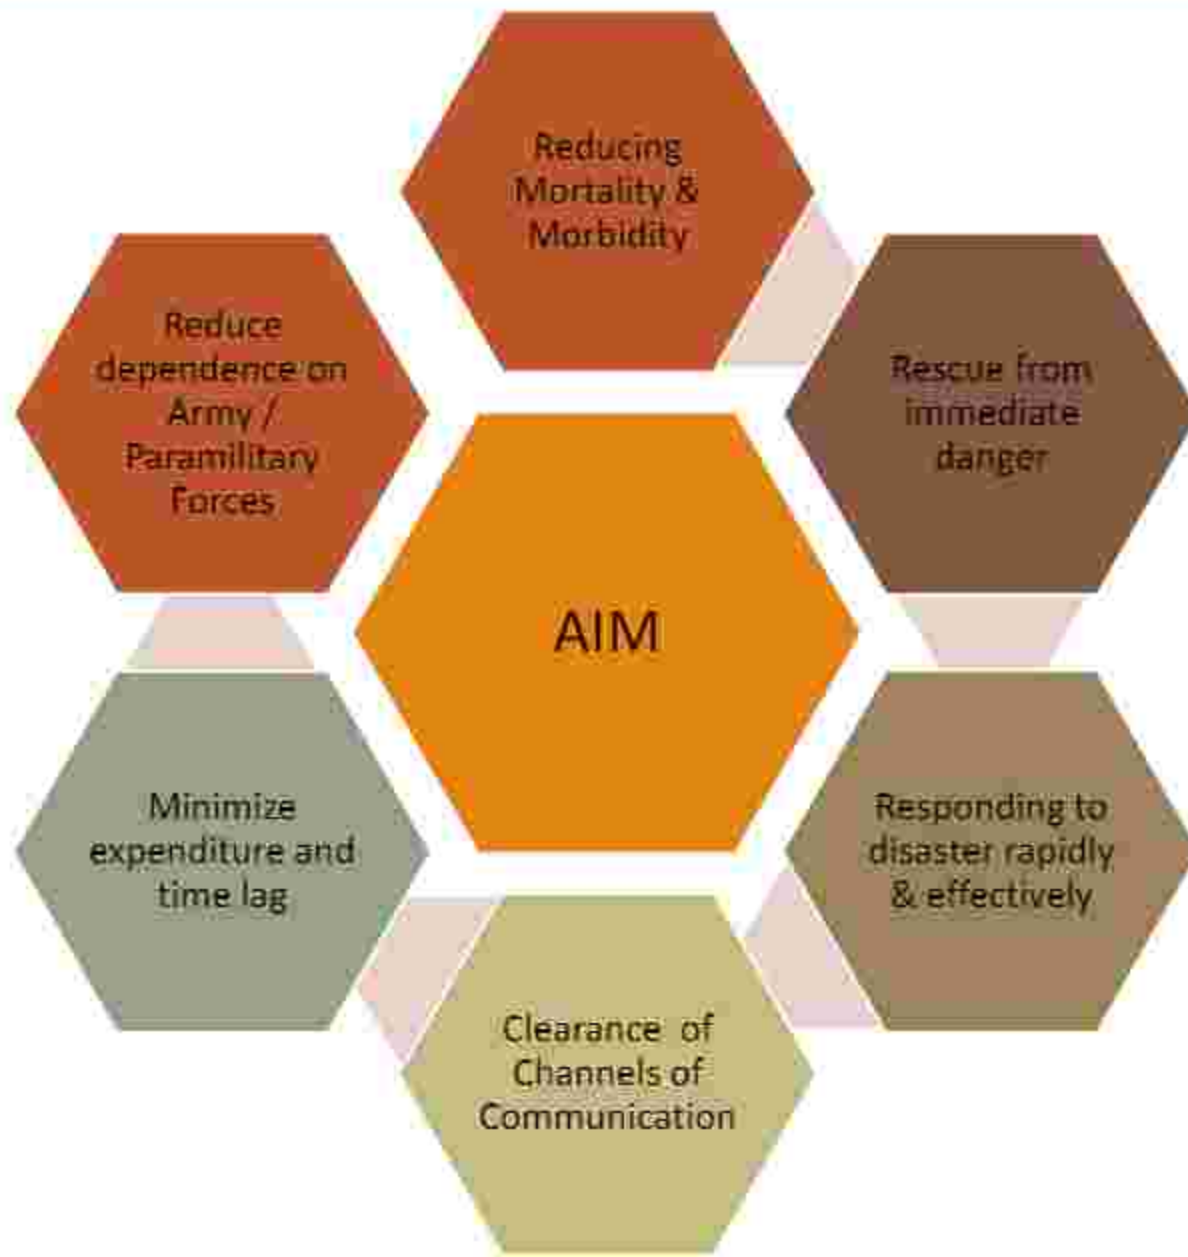 Reducing
Mortality &
Morbidity
Rescue from
immediate
danger
Responding to
disaster rapidly
& effectively
Clearance of
Channels of
Communication
Minimize
expenditure and
time lag
Reduce
dependence on
Army /
Paramilitary
Forces
AIM